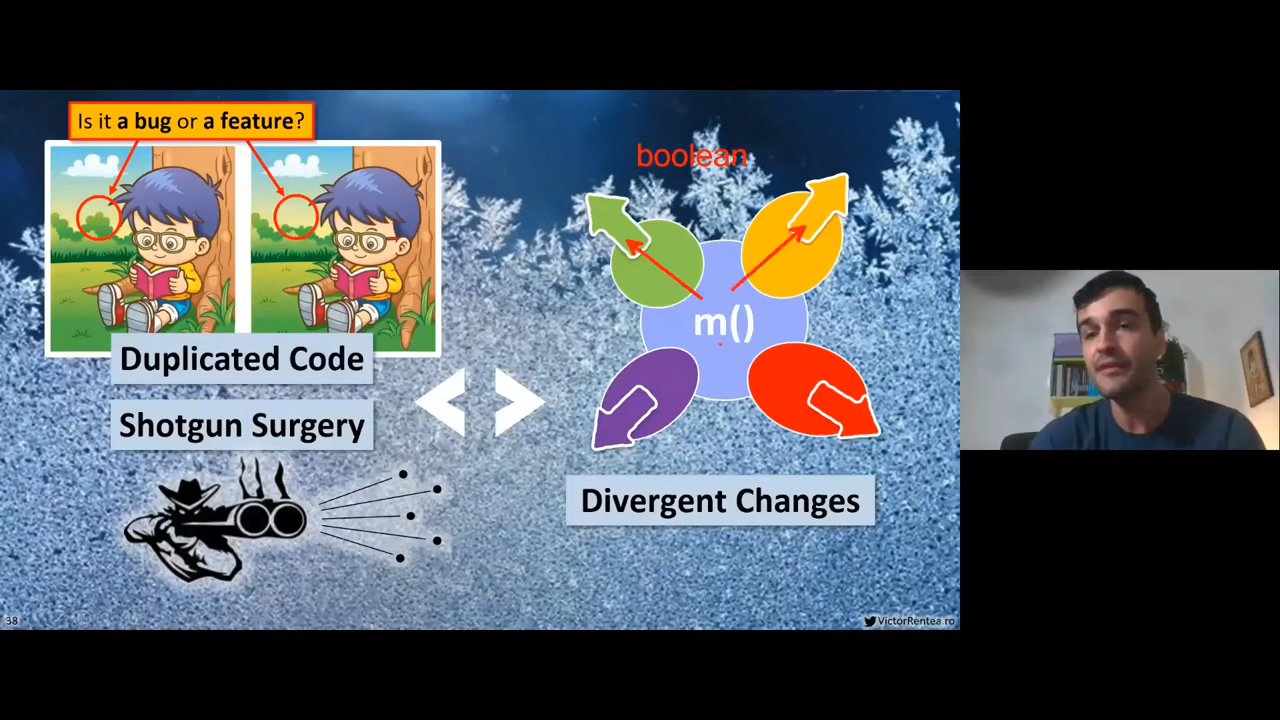 Is it a bug or a feature?
Duplicated Code
Shotgun Surgery
boolean
m()
Divergent Changes
38
VictorRentea.ro